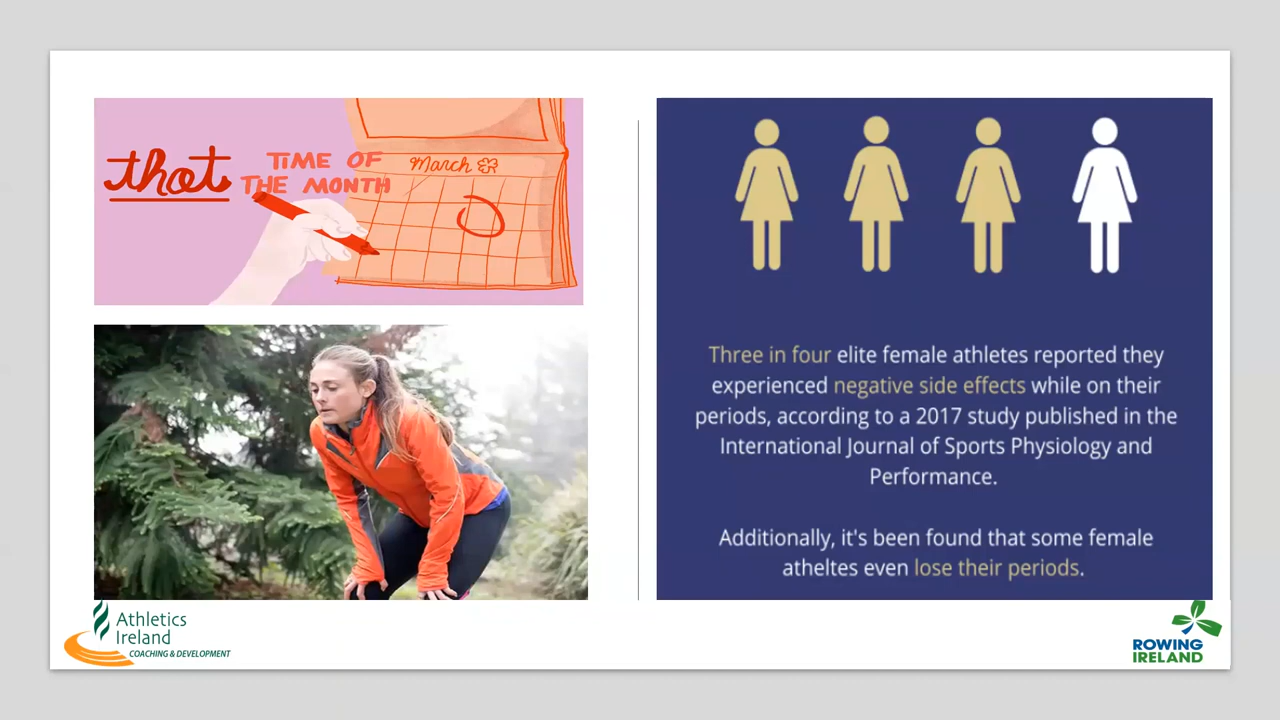 that TIME OF
THE MONTH
March
Three in four elite female athletes reported they
experienced negative side effects while on their
periods, according to a 2017 study published in the
International Journal of Sports Physiology and
Performance.
Additionally, it's been found that some female
atheltes even lose their periods.
Athletics
Ireland
COACHING & DEVELOPMENT
ROWING
IRELAND